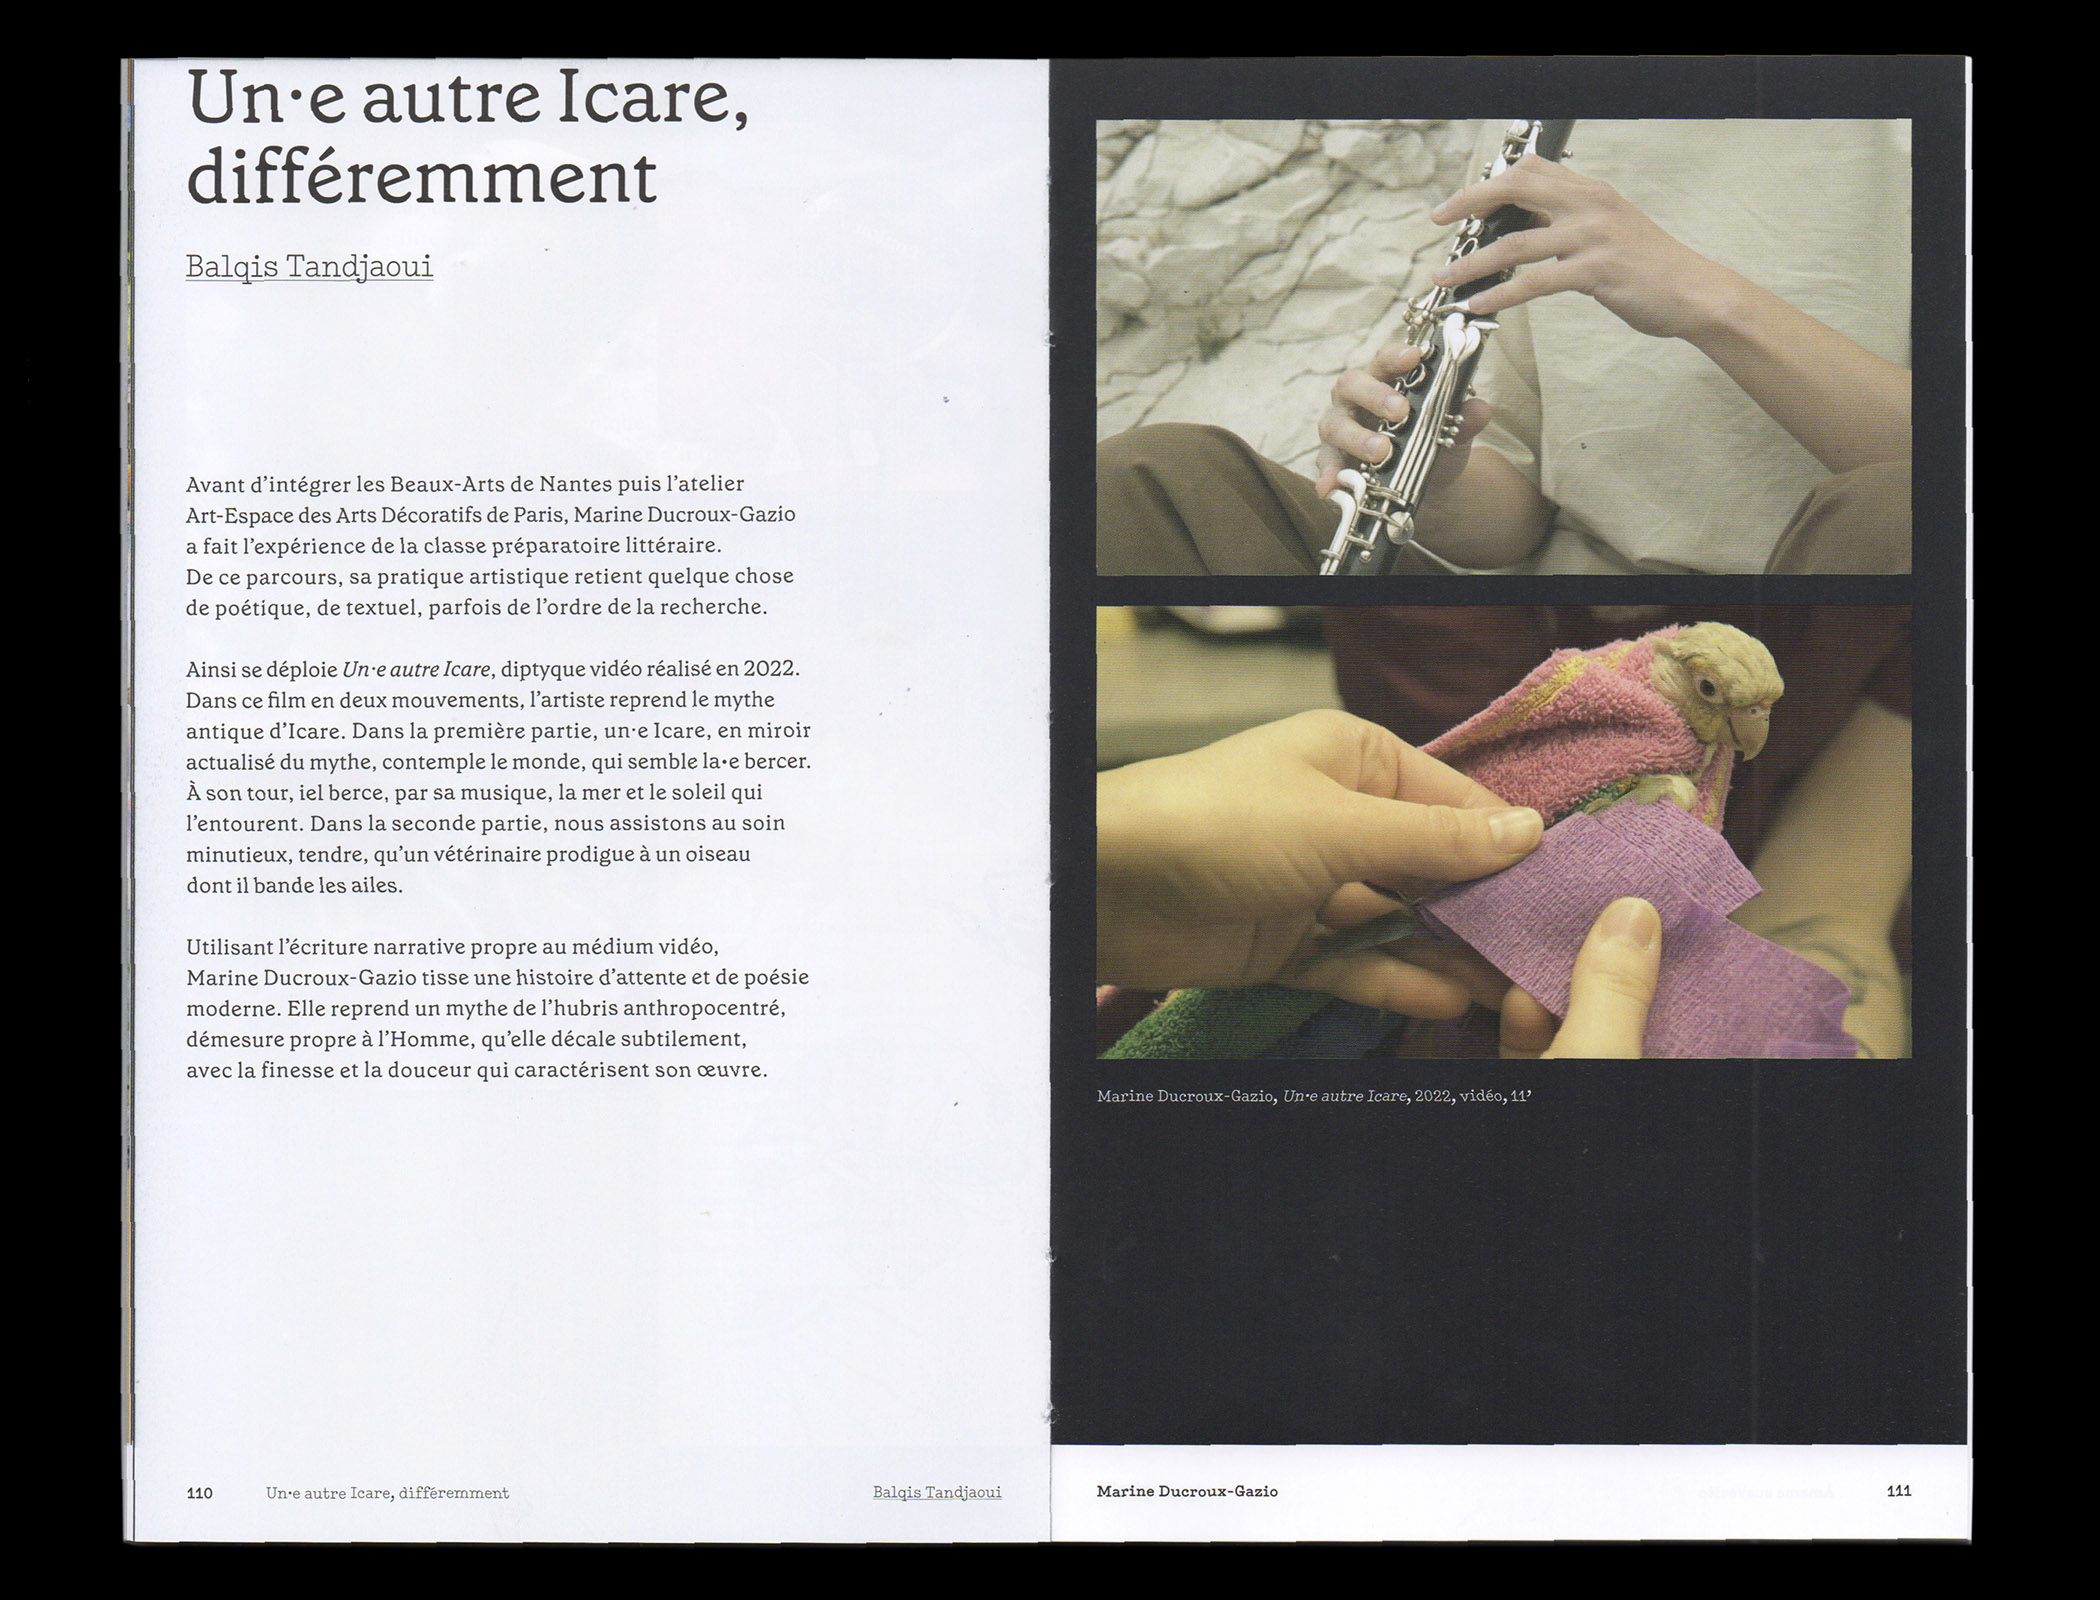 Un·e autre Icare,
différemment
Balqis Tandjaoui
Avant d’intégrer les Beaux-Arts de Nantes puis l’atelier
Art-Espace des Arts Décoratifs de Paris, Marine Ducroux-Gazio
a fait l’expérience de la classe préparatoire littéraire.
De ce parcours, sa pratique artistique retient quelque chose
de poétique, de textuel, parfois de l’ordre de la recherche.
Ainsi se déploie Un·e autre Icare, diptyque vidéo réalisé en 2022.
Dans ce film en deux mouvements, l’artiste reprend le mythe
antique d’Icare. Dans la première partie, un·e Icare, en miroir
actualisé du mythe, contemple le monde, qui semble la·e bercer.
À son tour, iel berce, par sa musique, la mer et le soleil qui
l’entourent. Dans la seconde partie, nous assistons au soin
minutieux, tendre, qu’un vétérinaire prodigue à un oiseau
dont il bande les ailes.
Utilisant l’écriture narrative propre au médium vidéo,
Marine Ducroux-Gazio tisse une histoire d’attente et de poésie
moderne. Elle reprend un mythe de l’hubris anthropocentré,
démesure propre à l’Homme, qu’elle décale subtilement,
avec la finesse et la douceur qui caractérisent son œuvre.
110 Un·e autre Icare, différemment Balqis Tandjaoui
Marine Ducroux-Gazio, Un·e autre Icare, 2022, vidéo, 11’
Marine Ducroux-Gazio 111